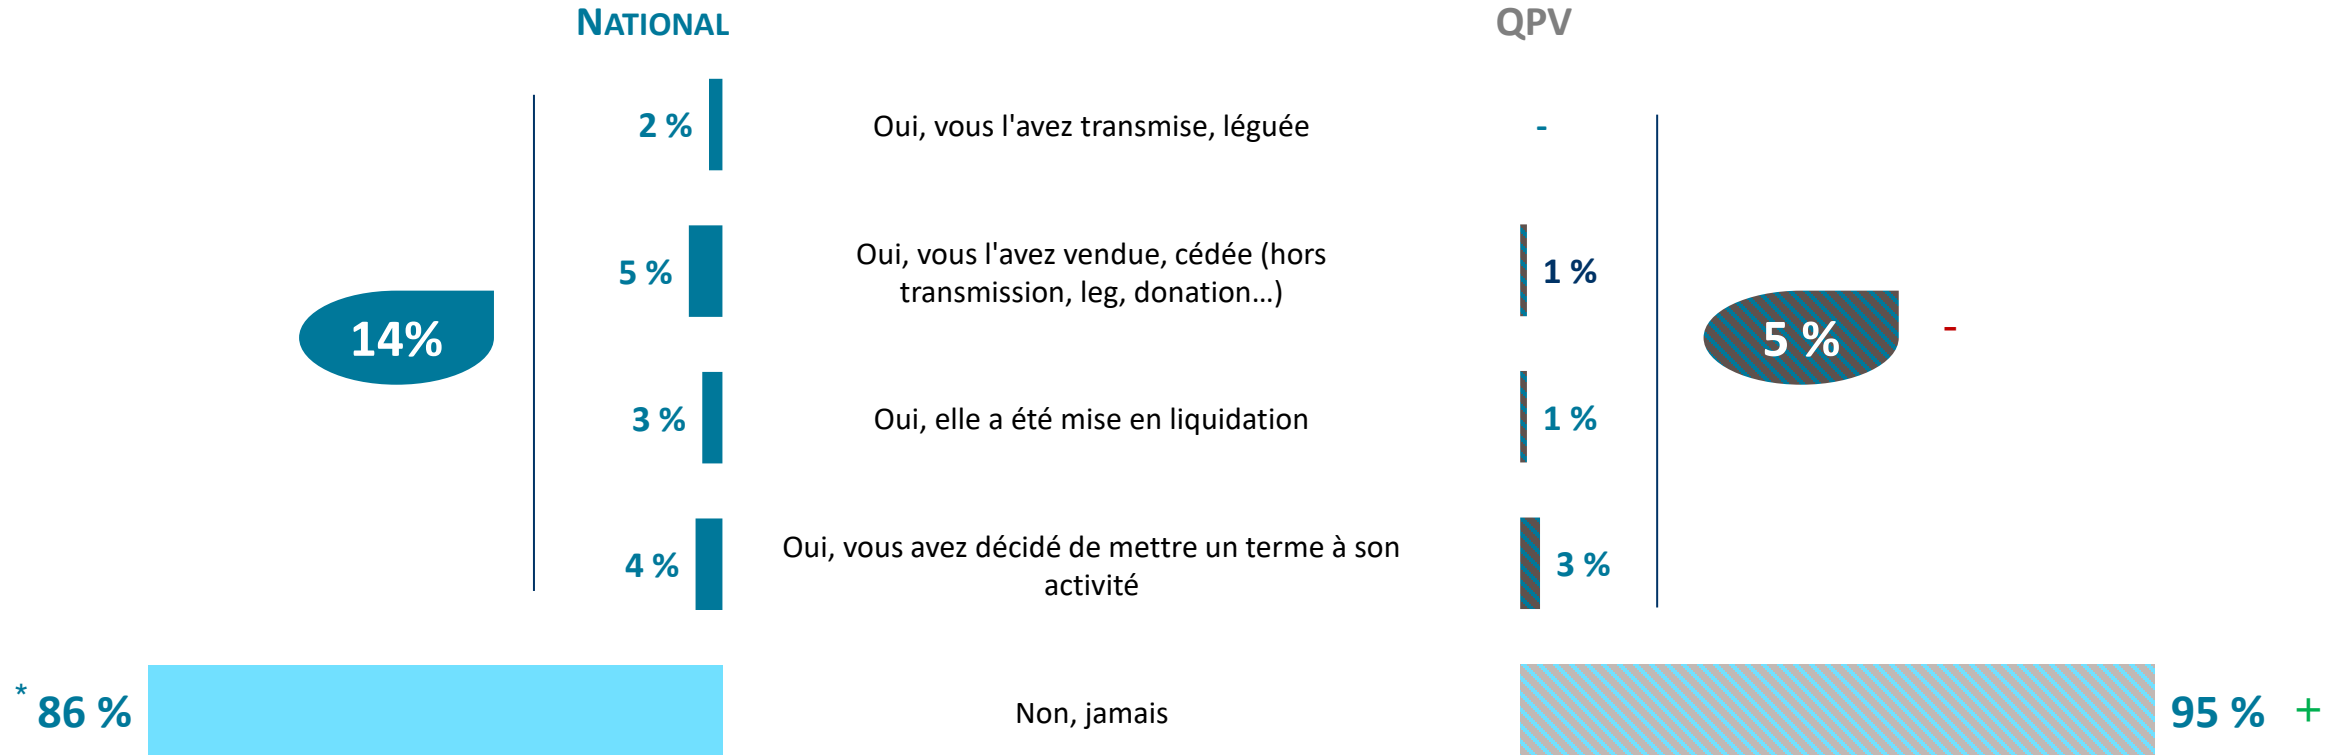 NATIONAL
QPV
2 %
Oui, vous l'avez transmise, léguée
-
5 %
Oui, vous l'avez vendue, cédée (hors
transmission, leg, donation…)
1 %
14%
5 %
-
3 %
Oui, elle a été mise en liquidation
1 %
4 %
Oui, vous avez décidé de mettre un terme à son
activité
3 %
* 86 %
Non, jamais
95 % +